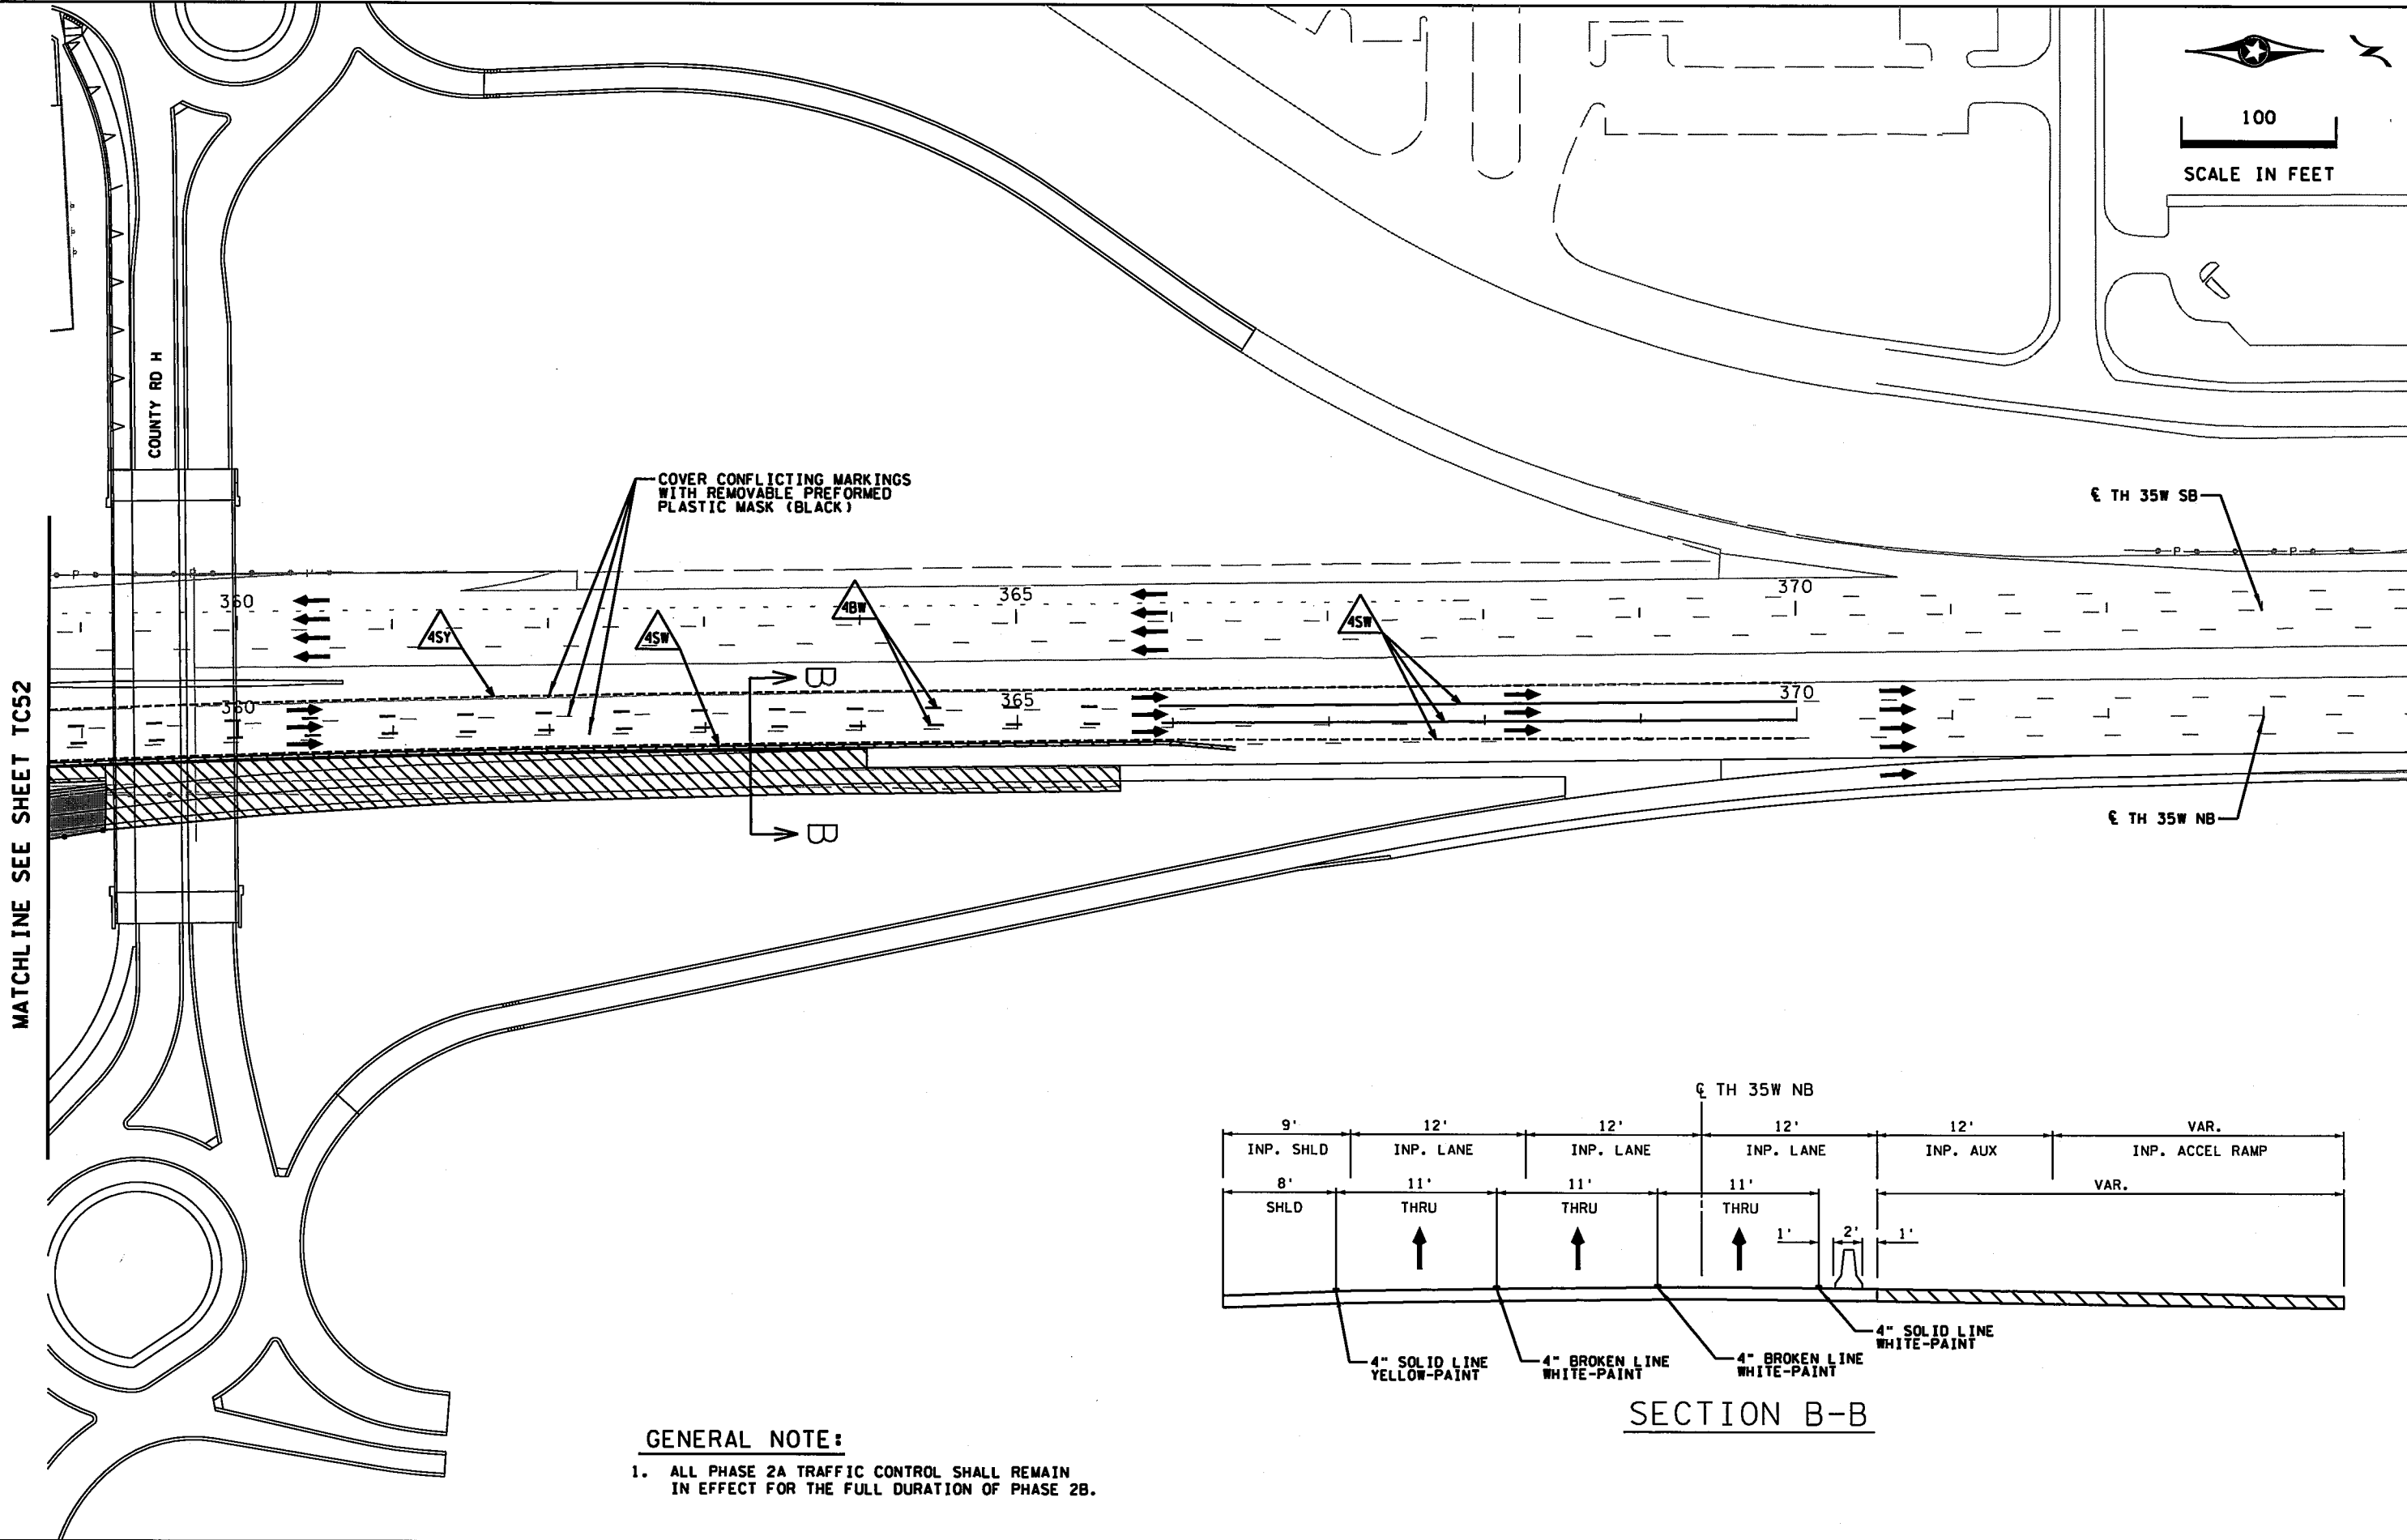 100
SCALE IN FEET
COUNTY RD H
COVER CONFLICTING MARKINGS
WITH REMOVABLE PREFORMED
PLASTIC MASK (BLACK)
℄ TH 35W SB
P
P
P
P
P
360
365
370
4SY
4SW
4BW
4SW
B
360
365
370
B
℄ TH 35W NB
MATCHLINE SEE SHEET TC52
℄ TH 35W NB
9' 12' 12' 12' 12' VAR.
INP. SHLD INP. LANE INP. LANE INP. LANE INP. AUX INP. ACCEL RAMP
8' 11' 11' 11' VAR.
SHLD THRU THRU THRU
1' 2' 1'
4" SOLID LINE
YELLOW-PAINT
4" BROKEN LINE
WHITE-PAINT
4" BROKEN LINE
WHITE-PAINT
4" SOLID LINE
WHITE-PAINT
SECTION B-B
GENERAL NOTE:
1. ALL PHASE 2A TRAFFIC CONTROL SHALL REMAIN
IN EFFECT FOR THE FULL DURATION OF PHASE 2B.